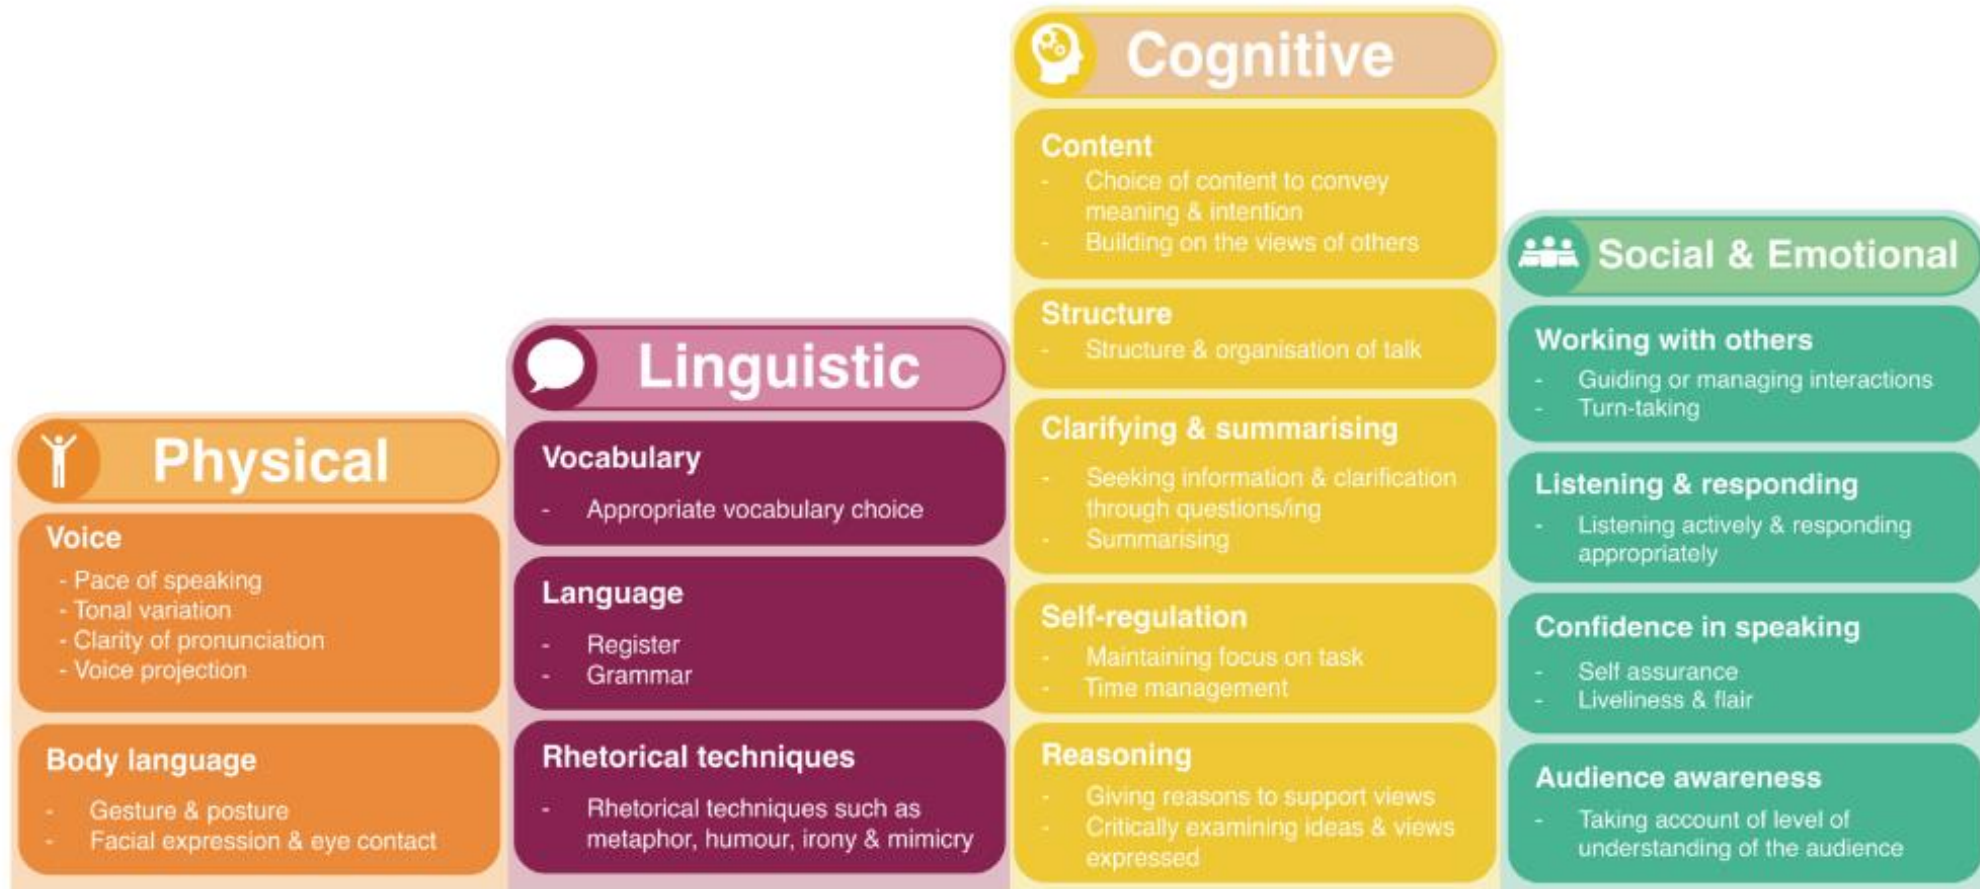 Physical
Voice
- Pace of speaking
- Tonal variation
- Clarity of pronunciation
- Voice projection
Body language
- Gesture & posture
- Facial expression & eye contact
Linguistic
Vocabulary
- Appropriate vocabulary choice
Language
- Register
- Grammar
Rhetorical techniques
- Rhetorical techniques such as
metaphor, humour, irony & mimicry
Cognitive
Content
- Choice of content to convey
meaning & intention
- Building on the views of others
Structure
- Structure & organisation of talk
Clarifying & summarising
- Seeking information & clarification
through questions/ing
- Summarising
Self-regulation
- Maintaining focus on task
- Time management
Reasoning
- Giving reasons to support views
- Critically examining ideas & views
expressed
Social & Emotional
Working with others
- Guiding or managing interactions
- Turn-taking
Listening & responding
- Listening actively & responding
appropriately
Confidence in speaking
- Self assurance
- Liveliness & flair
Audience awareness
- Taking account of level of
understanding of the audience